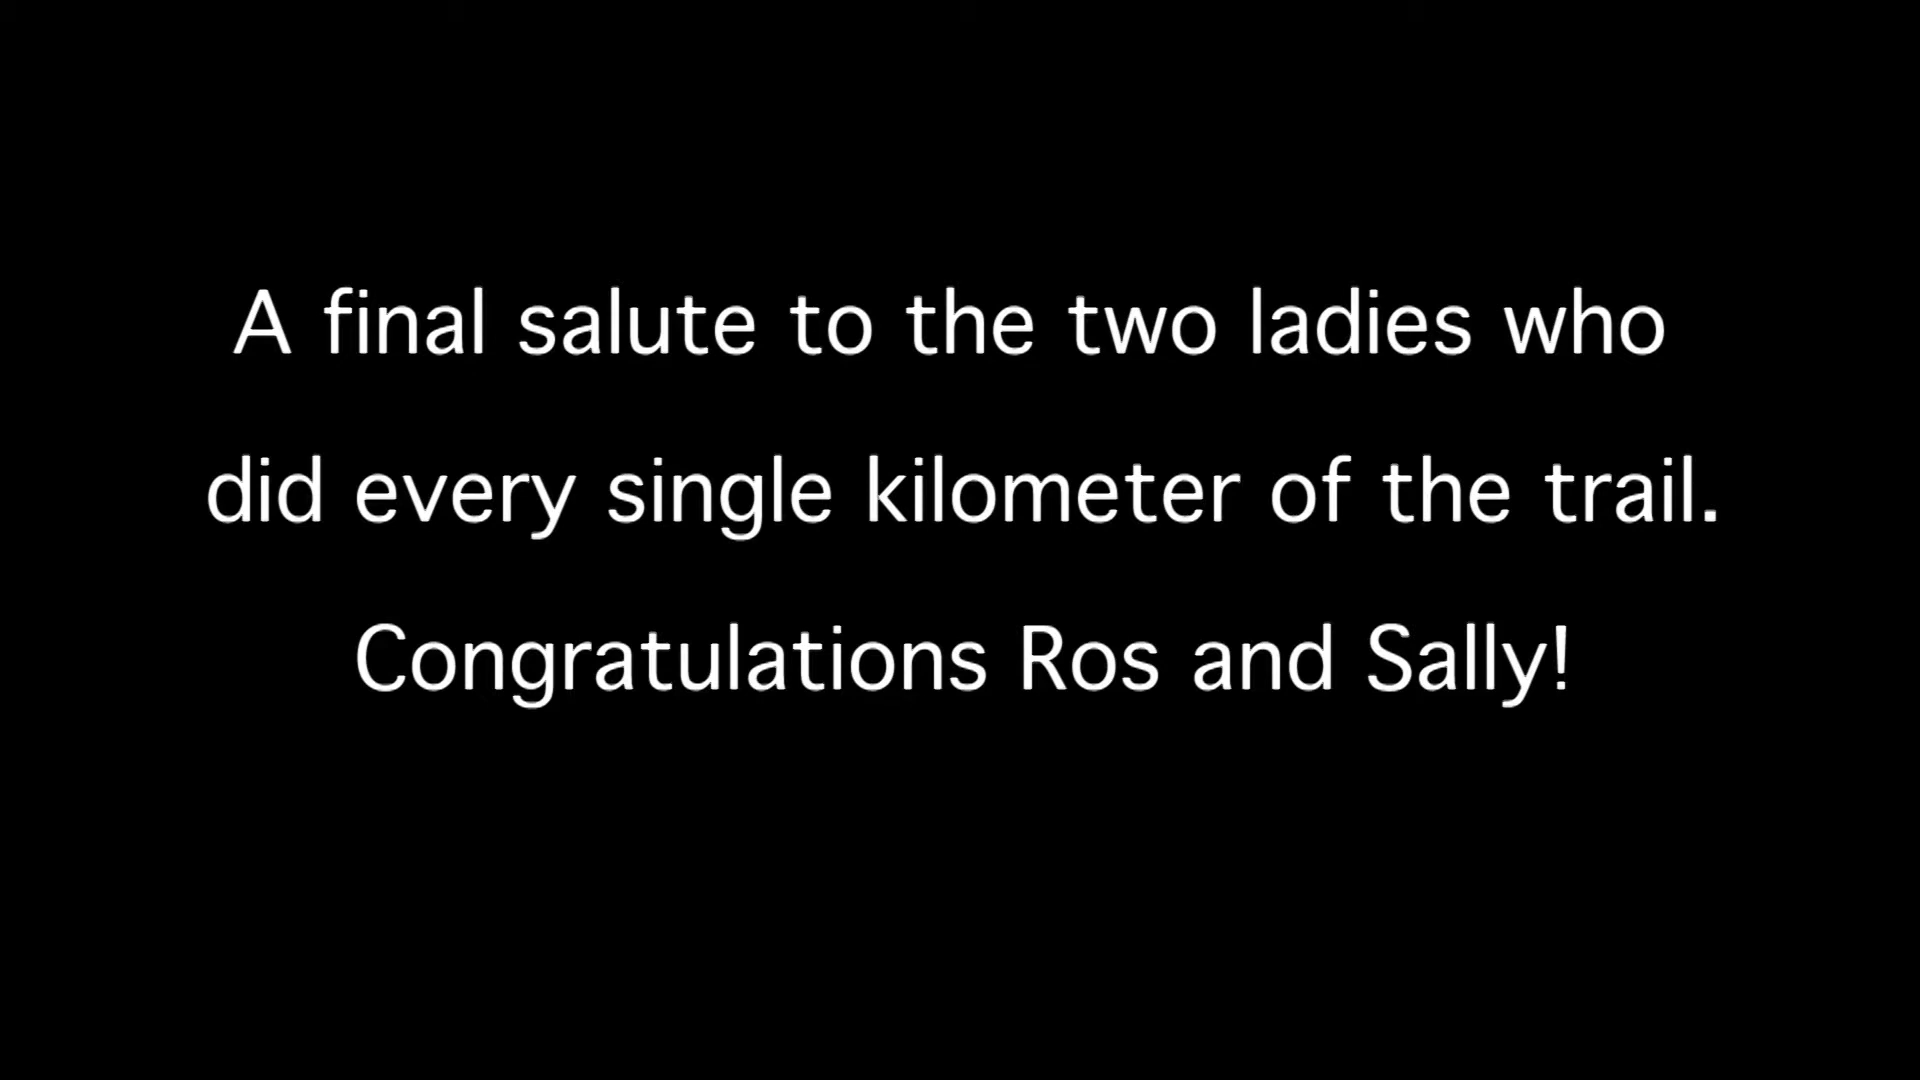 A final salute to the two ladies who
did every single kilometer of the trail.
Congratulations Ros and Sally!